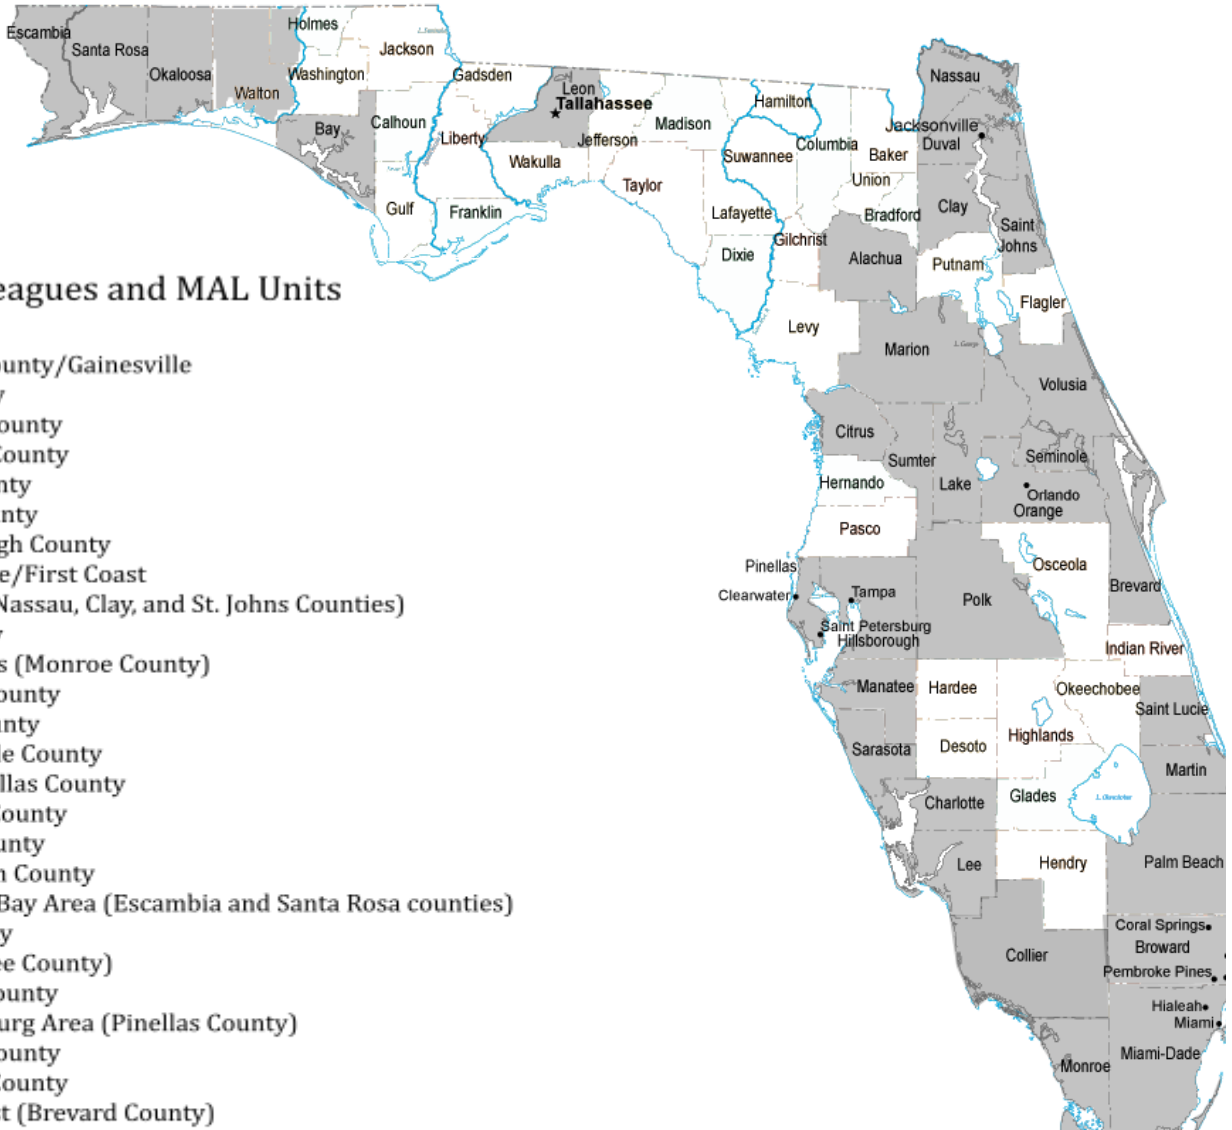 Escambia
Santa Rosa
Okaloosa
Walton
Holmes
Washington
Jackson
Bay
Calhoun
Gulf
Gadsden
Liberty
Franklin
Leon
Tallahassee
Wakulla
Jefferson
Madison
Taylor
Hamilton
Suwannee
Lafayette
Dixie
Columbia
Gilchrist
Levy
Baker
Union
Bradford
Alachua
Nassau
Jacksonville
Duval
Clay
Saint
Johns
Putnam
Flagler
Marion
L. George
Volusia
Citrus
Sumter
Lake
Seminole
Orlando
Orange
Hernando
Pasco
Pinellas
Clearwater
Tampa
Saint Petersburg
Hillsborough
Polk
Osceola
Brevard
Indian River
Manatee
Hardee
Okeechobee
Saint Lucie
Highlands
Sarasota
Desoto
Martin
Charlotte
Glades
Lee
Hendry
Palm Beach
Collier
Coral Springs
Broward
Pembroke Pines
Hialeah
Miami
Miami-Dade
Monroe
eagues and MAL Units
ounty/Gainesville
y
ounty
County
nty
nty
gh County
e/First Coast
Nassau, Clay, and St. Johns Counties)
y
s (Monroe County)
ounty
unty
de County
llas County
County
unty
h County
Bay Area (Escambia and Santa Rosa counties)
y
ee County)
ounty
urg Area (Pinellas County)
ounty
County
st (Brevard County)